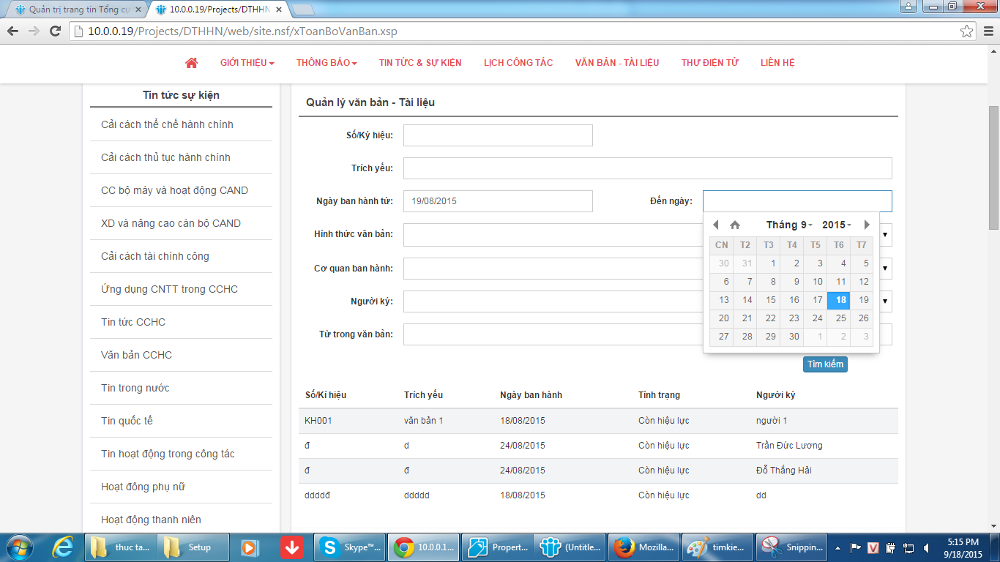 Quản trị trang tin Tổng cụ
10.0.0.19/Projects/DTHHN
10.0.0.19/Projects/DTHHN/web/site.nsf/xToanBoVanBan.xsp
GIỚI THIỆU THÔNG BÁO TIN TỨC & SỰ KIỆN LỊCH CÔNG TÁC VĂN BẢN - TÀI LIỆU THƯ ĐIỆN TỬ LIÊN HỆ
Tin tức sự kiện
Cải cách thể chế hành chính
Cải cách thủ tục hành chính
CC bộ máy và hoạt động CAND
XD và nâng cao cán bộ CAND
Cải cách tài chính công
Ứng dụng CNTT trong CCHC
Tin tức CCHC
Văn bản CCHC
Tin trong nước
Tin quốc tế
Tin hoạt động trong công tác
Hoạt đông phụ nữ
Hoạt động thanh niên
Quản lý văn bản - Tài liệu
Số/Ký hiệu:
Trích yếu:
Ngày ban hành từ: 19/08/2015 Đến ngày:
Hình thức văn bản:
Cơ quan ban hành:
Người ký:
Từ trong văn bản:
Tháng 9 2015
CN T2 T3 T4 T5 T6 T7
30 31 1 2 3 4 5
6 7 8 9 10 11 12
13 14 15 16 17 18 19
20 21 22 23 24 25 26
27 28 29 30 1 2 3
Tìm kiếm
Số/Kí hiệu Trích yếu Ngày ban hành Tình trạng Người ký
KH001 văn bản 1 18/08/2015 Còn hiệu lực người 1
đ d 24/08/2015 Còn hiệu lực Trần Đức Lương
đ đ 24/08/2015 Còn hiệu lực Đỗ Thắng Hải
ddddđ ddddd 18/08/2015 Còn hiệu lực dd
thuc ta... Setup Skype™... 10.0.0.1... Propert... (Untitle... Mozilla... timkie... Snippin... 5:15 PM
9/18/2015